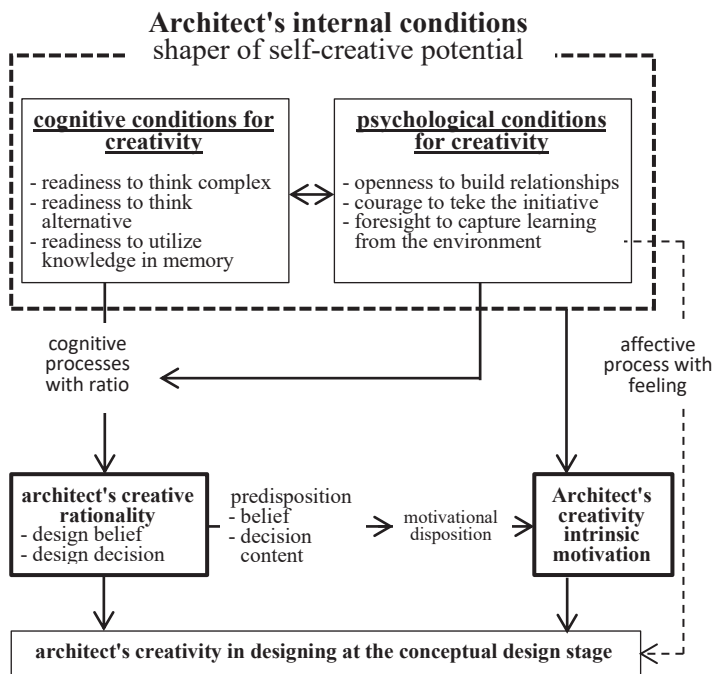 Architect's internal conditions
shaper of self-creative potential
cognitive conditions for
creativity
- readiness to think complex
- readiness to think
alternative
- readiness to utilize
knowledge in memory
psychological conditions
for creativity
- openness to build relationships
- courage to teke the initiative
- foresight to capture learning
from the environment
cognitive
processes
with ratio
affective
process with
feeling
architect's creative
rationality
- design belief
- design decision
predisposition
- belief
- decision
content
motivational
disposition
Architect's
creativity
intrinsic
motivation
architect's creativity in designing at the conceptual design stage